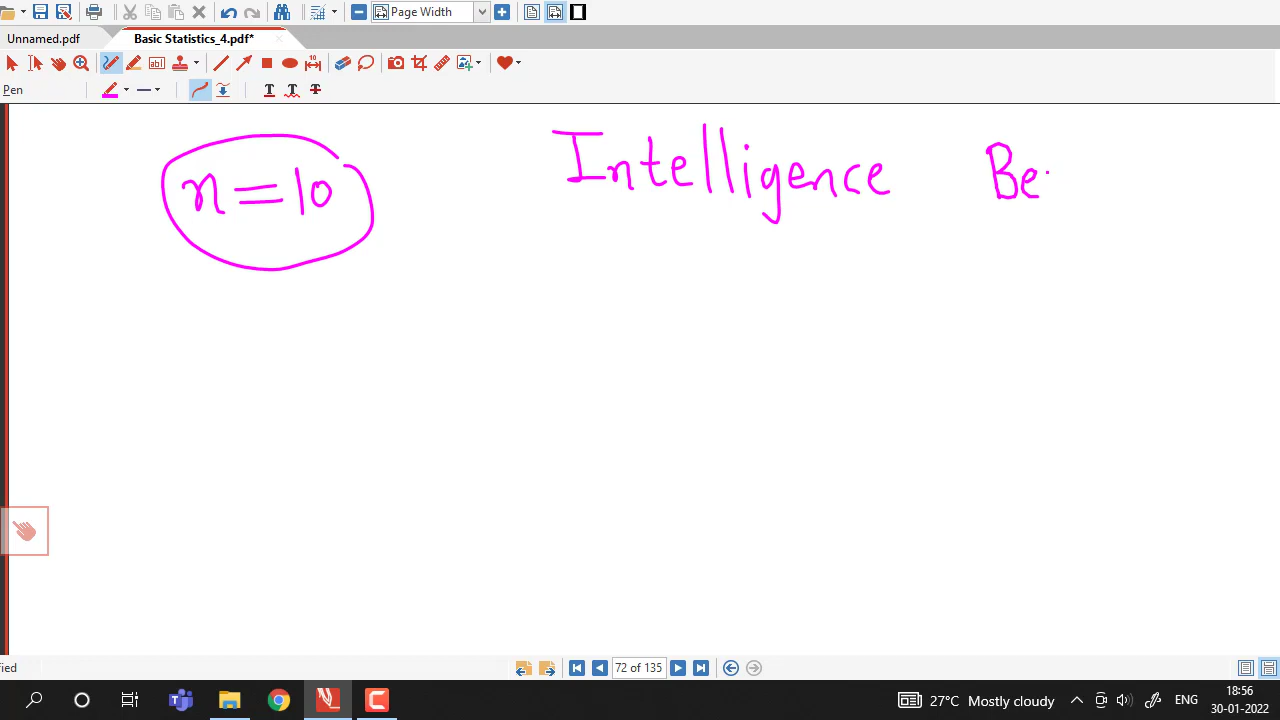 Page Width
Unnamed.pdf Basic Statistics_4.pdf*
Pen
n=10 Intelligence Be
72 of 135
fied
27°C Mostly cloudy ENG 18:56
30-01-2022